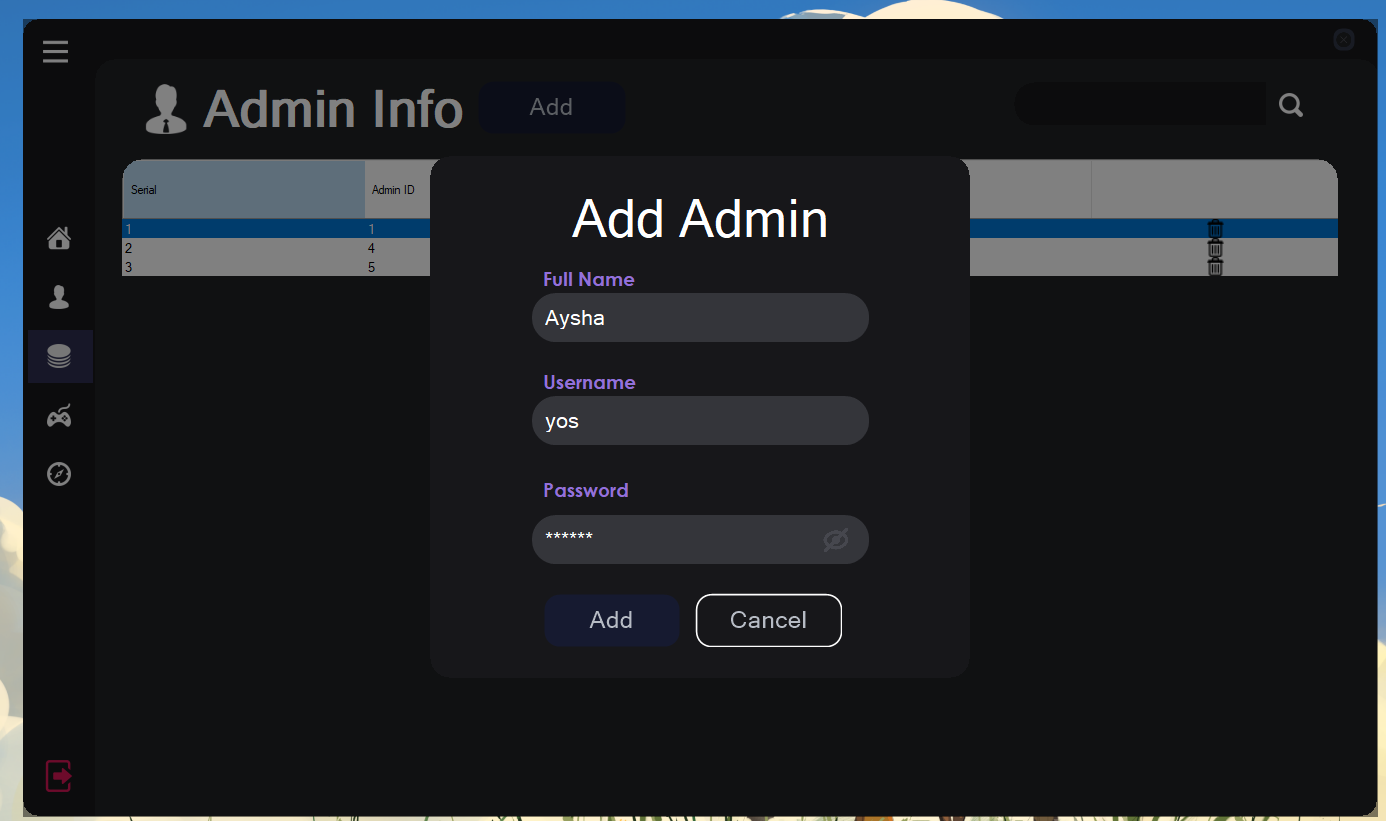 Admin Info
Add
Serial
Admin ID
1 1
2 4
3 5
Add Admin
Full Name
Aysha
Username
yos
Password
******
Add
Cancel